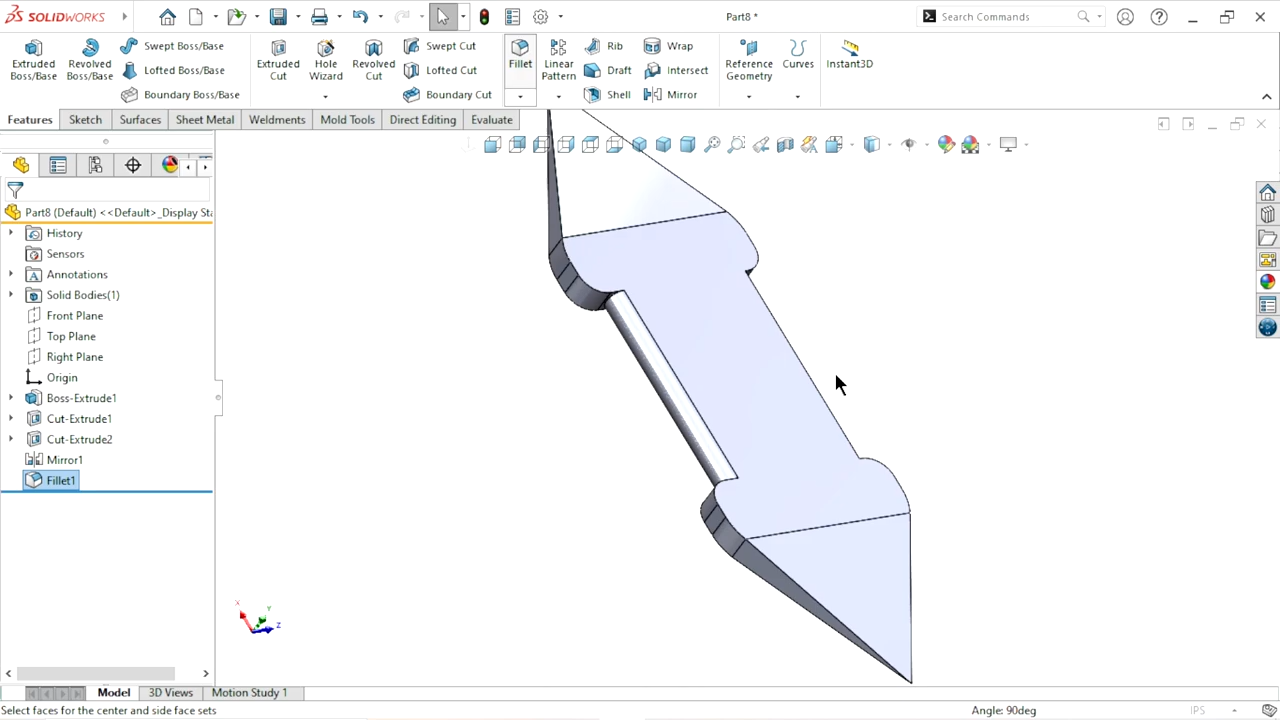 SOLIDWORKS
Part8 *
Search Commands
Extruded Boss/Base
Revolved Boss/Base
Swept Boss/Base
Lofted Boss/Base
Boundary Boss/Base
Extruded Cut
Hole Wizard
Revolved Cut
Swept Cut
Lofted Cut
Boundary Cut
Fillet
Linear Pattern
Rib
Draft
Shell
Wrap
Intersect
Mirror
Reference Geometry
Curves
Instant3D
Features
Sketch
Surfaces
Sheet Metal
Weldments
Mold Tools
Direct Editing
Evaluate
Part8 (Default) <<Default>_Display Sta
History
Sensors
Annotations
Solid Bodies(1)
Front Plane
Top Plane
Right Plane
Origin
Boss-Extrude1
Cut-Extrude1
Cut-Extrude2
Mirror1
Fillet1
X
Y
Z
Model
3D Views
Motion Study 1
Select faces for the center and side face sets
Angle: 90deg
IPS